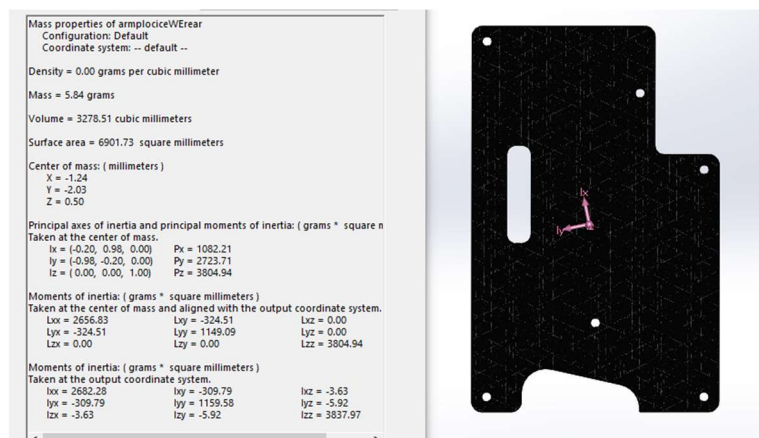 Mass properties of armplociceWErear
Configuration: Default
Coordinate system: -- default --
Density = 0.00 grams per cubic millimeter
Mass = 5.84 grams
Volume = 3278.51 cubic millimeters
Surface area = 6901.73 square millimeters
Center of mass: ( millimeters )
X = -1.24
Y = -2.03
Z = 0.50
Principal axes of inertia and principal moments of inertia: ( grams * square n
Taken at the center of mass.
Ix = (-0.20, 0.98, 0.00) Px = 1082.21
Iy = (-0.98, -0.20, 0.00) Py = 2723.71
Iz = ( 0.00, 0.00, 1.00) Pz = 3804.94
Moments of inertia: ( grams * square millimeters )
Taken at the center of mass and aligned with the output coordinate system.
Lxx = 2656.83 Lxy = -324.51 Lxz = 0.00
Lyx = -324.51 Lyy = 1149.09 Lyz = 0.00
Lzx = 0.00 Lzy = 0.00 Lzz = 3804.94
Moments of inertia: ( grams * square millimeters )
Taken at the output coordinate system.
Ixx = 2682.28 Ixy = -309.79 Ixz = -3.63
Iyx = -309.79 Iyy = 1159.58 Iyz = -5.92
Izx = -3.63 Izy = -5.92 Izz = 3837.97
Ix
Iy